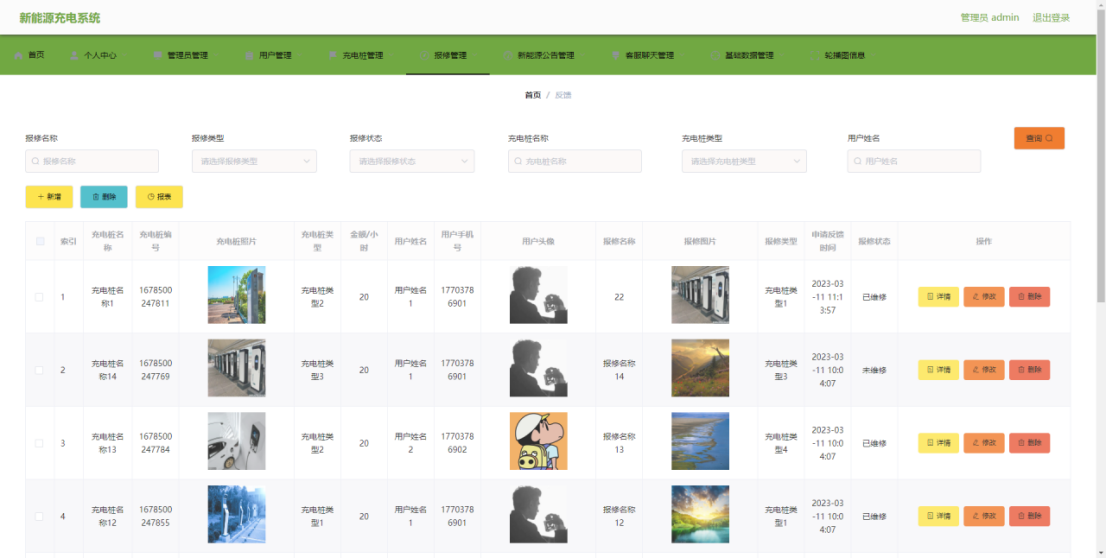 新能源充电系统
管理员 admin 退出登录
首页 个人中心 管理员管理 用户管理 充电桩管理 报修管理 新能源公告管理 客服聊天管理 基础数据管理 轮播图信息
首页 / 反馈
报修名称 报修类型 报修状态 充电桩名称 充电桩类型 用户姓名
报修名称 请选择报修类型 请选择报修状态 充电桩名称 请选择充电桩类型 用户姓名 查询
+ 新增 删除 报表
索引 充电桩名称 充电桩编号 充电桩照片 充电桩类型 金额/小时 用户姓名 用户手机号 用户头像 报修名称 报修图片 报修类型 申请反馈时间 报修状态 操作
1 充电桩名称1 1678500247811 充电桩类型2 20 用户姓名1 17703786901 22 充电桩类型1 2023-03-11 11:13:57 已维修 详情 修改 删除
2 充电桩名称14 1678500247769 充电桩类型3 20 用户姓名1 17703786901 报修名称14 充电桩类型3 2023-03-11 10:04:07 未维修 详情 修改 删除
3 充电桩名称13 1678500247784 充电桩类型2 20 用户姓名2 17703786902 报修名称13 充电桩类型4 2023-03-11 10:04:07 已维修 详情 修改 删除
4 充电桩名称12 1678500247855 充电桩类型1 20 用户姓名1 17703786901 报修名称12 充电桩类型1 2023-03-11 10:04:07 已维修 详情 修改 删除